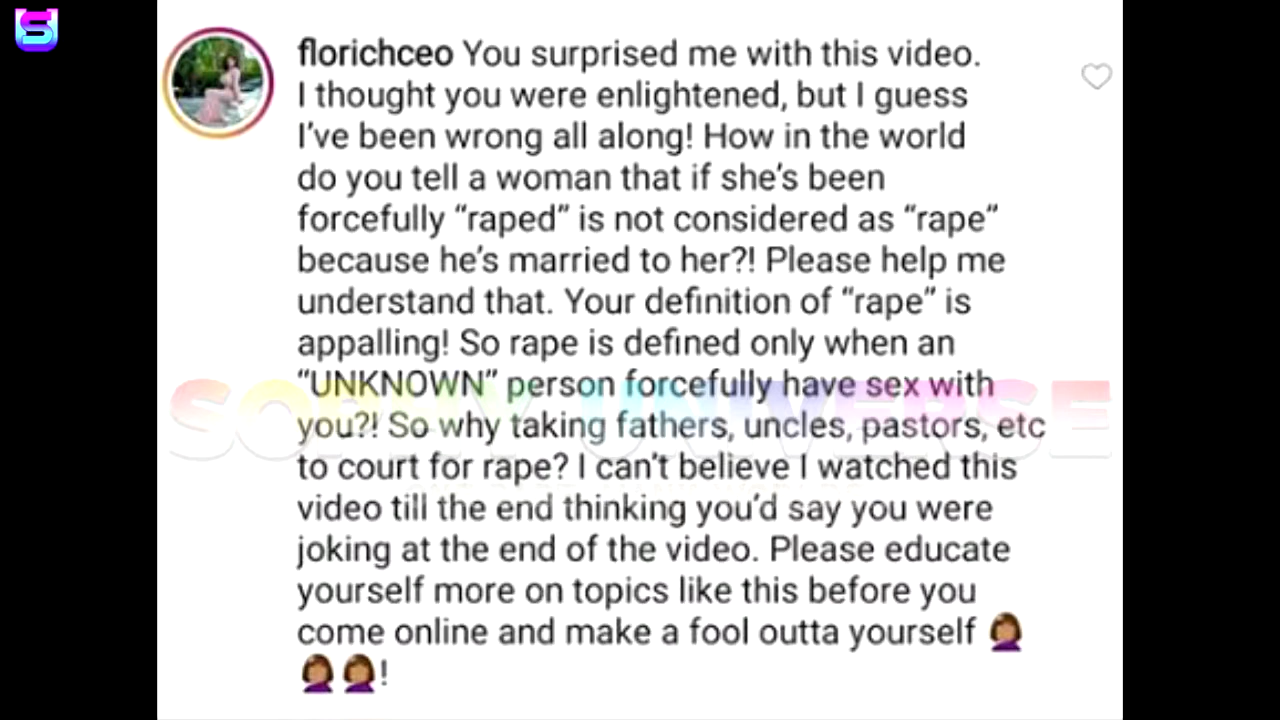 S
florichceo You surprised me with this video.
I thought you were enlightened, but I guess
I've been wrong all along! How in the world
do you tell a woman that if she's been
forcefully “raped” is not considered as “rape”
because he's married to her?! Please help me
understand that. Your definition of “rape” is
appalling! So rape is defined only when an
“UNKNOWN” person forcefully have sex with
you?! So why taking fathers, uncles, pastors, etc
to court for rape? I can't believe I watched this
video till the end thinking you'd say you were
joking at the end of the video. Please educate
yourself more on topics like this before you
come online and make a fool outta yourself 🤦🏽‍♀️
🤦🏽‍♀️🤦🏽‍♀️!